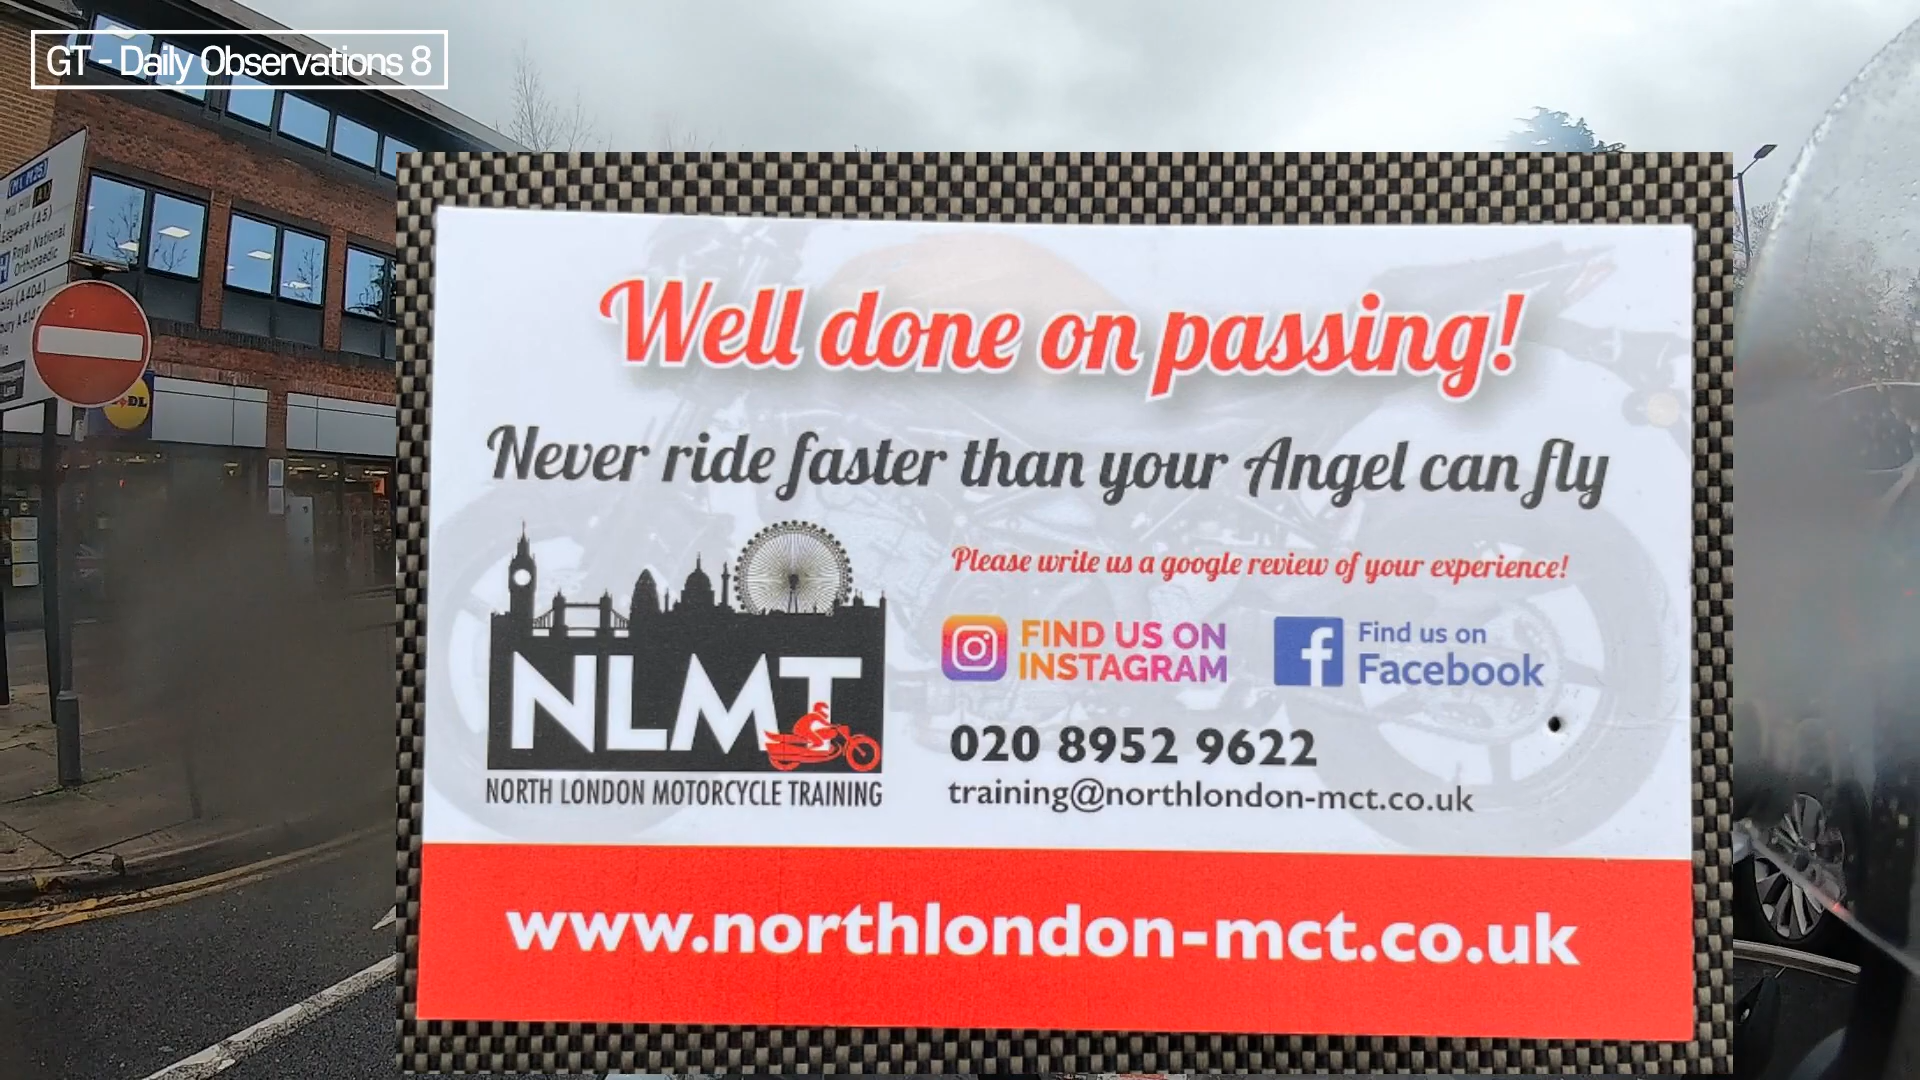 GT - Daily Observations 8
Mill Hill (A1)
Edgware (A5)
H Royal National
Orthopaedic
(A404)
LIDL
Well done on passing!
Never ride faster than your Angel can fly
Please write us a google review of your experience!
FIND US ON
INSTAGRAM
Find us on
Facebook
NLMT
NORTH LONDON MOTORCYCLE TRAINING
020 8952 9622
training@northlondon-mct.co.uk
www.northlondon-mct.co.uk